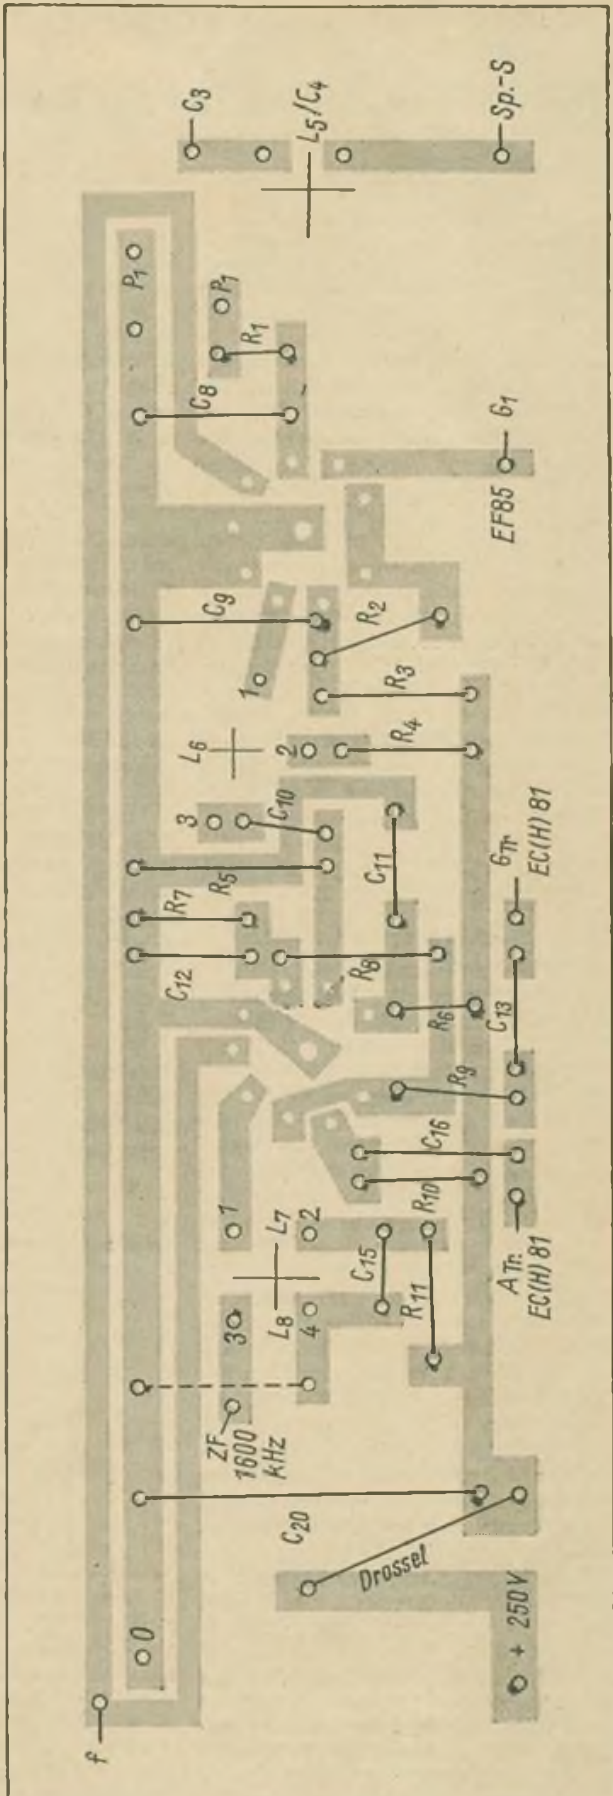 C3
L5/C4
Sp.-S
P1
P1
R1
C8
G1
EF85
C9
R2
1
R3
L6
2
R4
3
C10
R5
C11
GTr
EC(H) 81
R7
C12
R8
R6
C13
R9
C16
1
L7
2
R10
C15
R11
ATr.
EC(H) 81
3
L8
4
ZF
1600
kHz
C20
Drossel
0
+ 250V
f